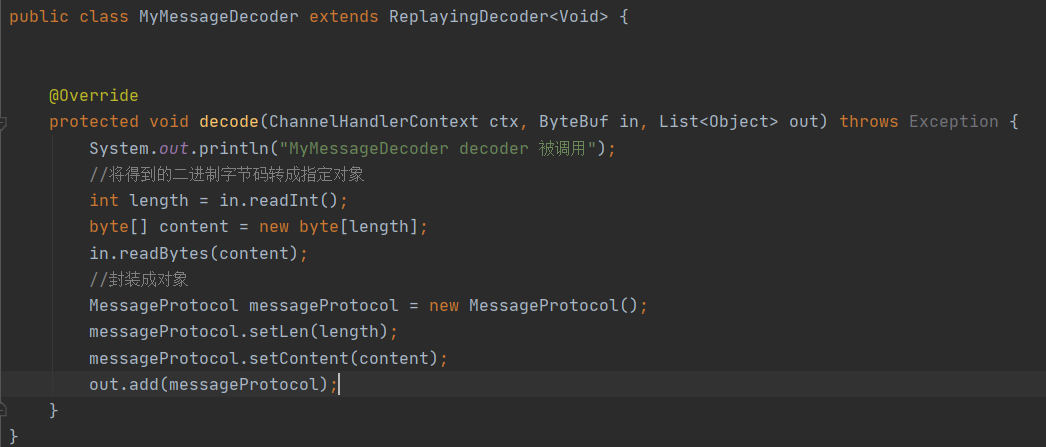 public class MyMessageDecoder extends ReplayingDecoder<Void> {
@Override
protected void decode(ChannelHandlerContext ctx, ByteBuf in, List<Object> out) throws Exception {
System.out.println("MyMessageDecoder decoder 被调用");
//将得到的二进制字节码转成指定对象
int length = in.readInt();
byte[] content = new byte[length];
in.readBytes(content);
//封装成对象
MessageProtocol messageProtocol = new MessageProtocol();
messageProtocol.setLen(length);
messageProtocol.setContent(content);
out.add(messageProtocol);
}
}